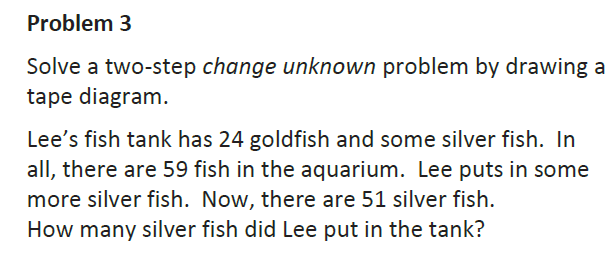 Problem 3
Solve a two-step change unknown problem by drawing a
tape diagram.
Lee’s fish tank has 24 goldfish and some silver fish.  In
all, there are 59 fish in the aquarium.  Lee puts in some
more silver fish.  Now, there are 51 silver fish.
How many silver fish did Lee put in the tank?